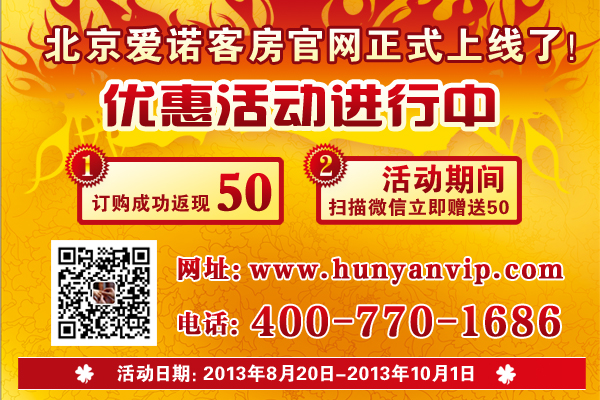 北京爱诺客房官网正式上线了!
优惠活动进行中
1
订购成功返现 50
2
活动期间
扫描微信立即赠送50
网址: www.hunyanvip.com
电话: 400-770-1686
活动日期: 2013年8月20日-2013年10月1日